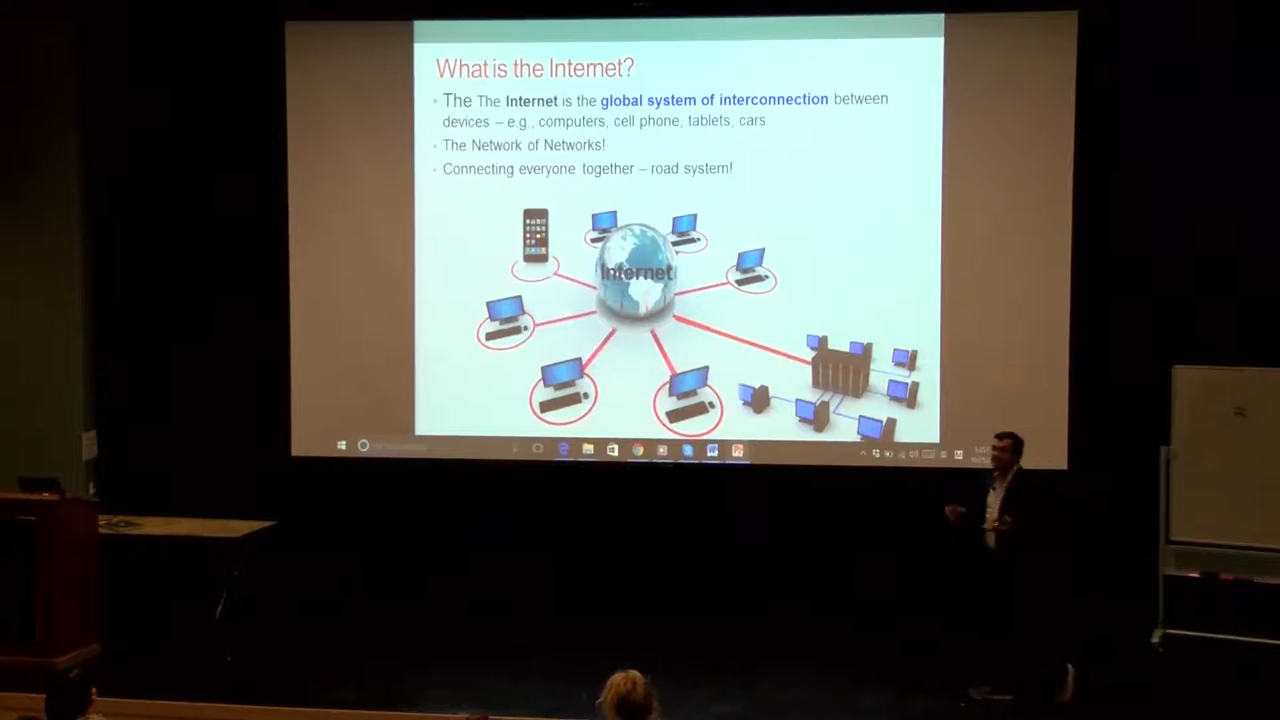 What is the Internet?
The The Internet is the global system of interconnection between
devices – e.g., computers, cell phone, tablets, cars
The Network of Networks!
Connecting everyone together – road system!
Internet